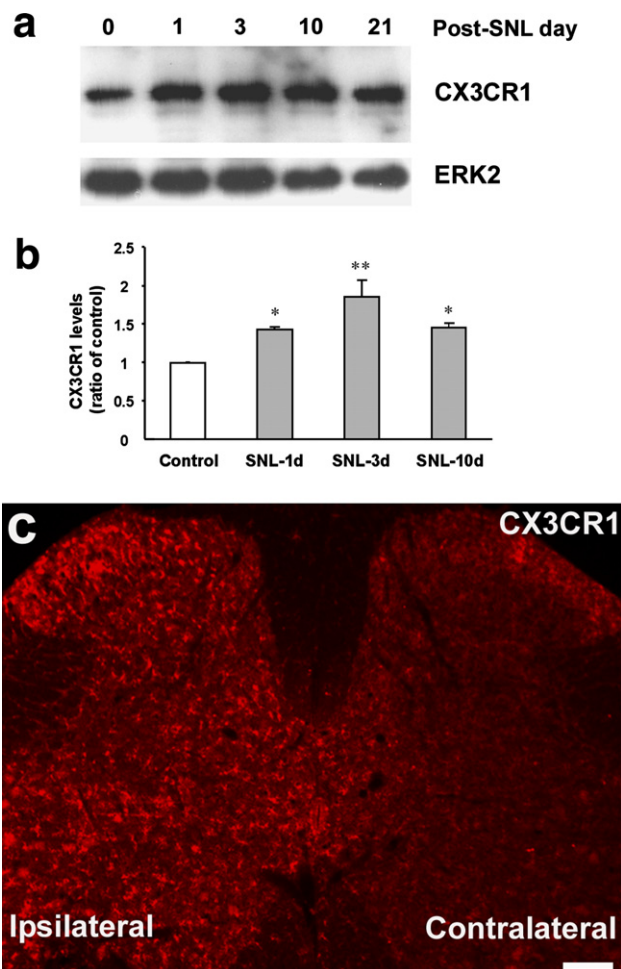 a
0 1 3 10 21 Post-SNL day
CX3CR1
ERK2
b
CX3CR1 levels
(ratio of control)
2.5
2
1.5
1
0.5
0
*
**
*
Control SNL-1d SNL-3d SNL-10d
c
CX3CR1
Ipsilateral Contralateral